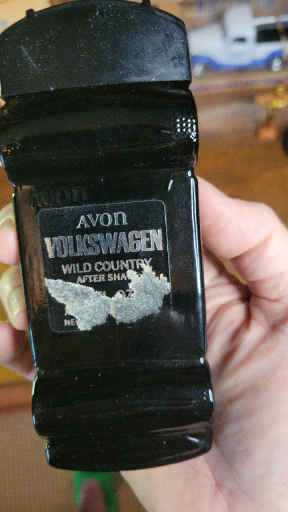 AVON
VOLKSWAGEN
WILD COUNTRY
AFTER SHA